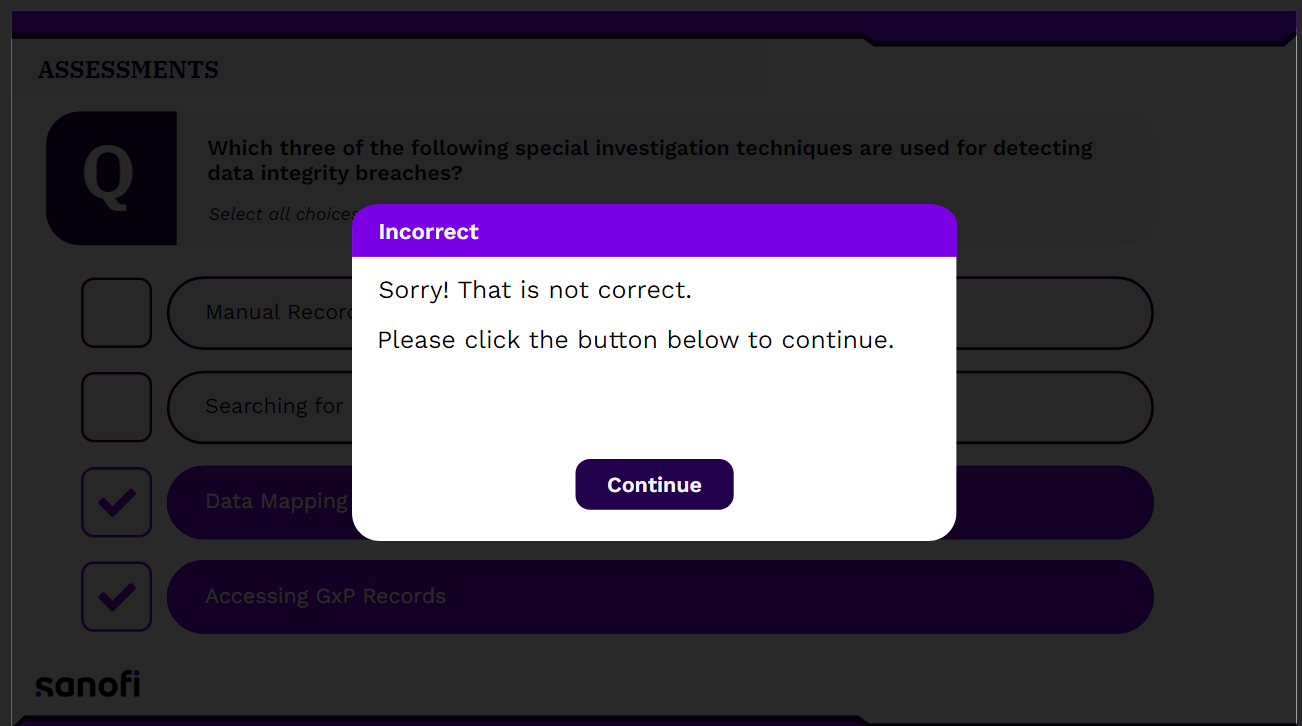 ASSESSMENTS
Q
Which three of the following special investigation techniques are used for detecting
data integrity breaches?
Select all choices
Incorrect
Sorry! That is not correct.
Please click the button below to continue.
Continue
Manual
Searching for
Data Mapping
Accessing GxP Records
sanofi